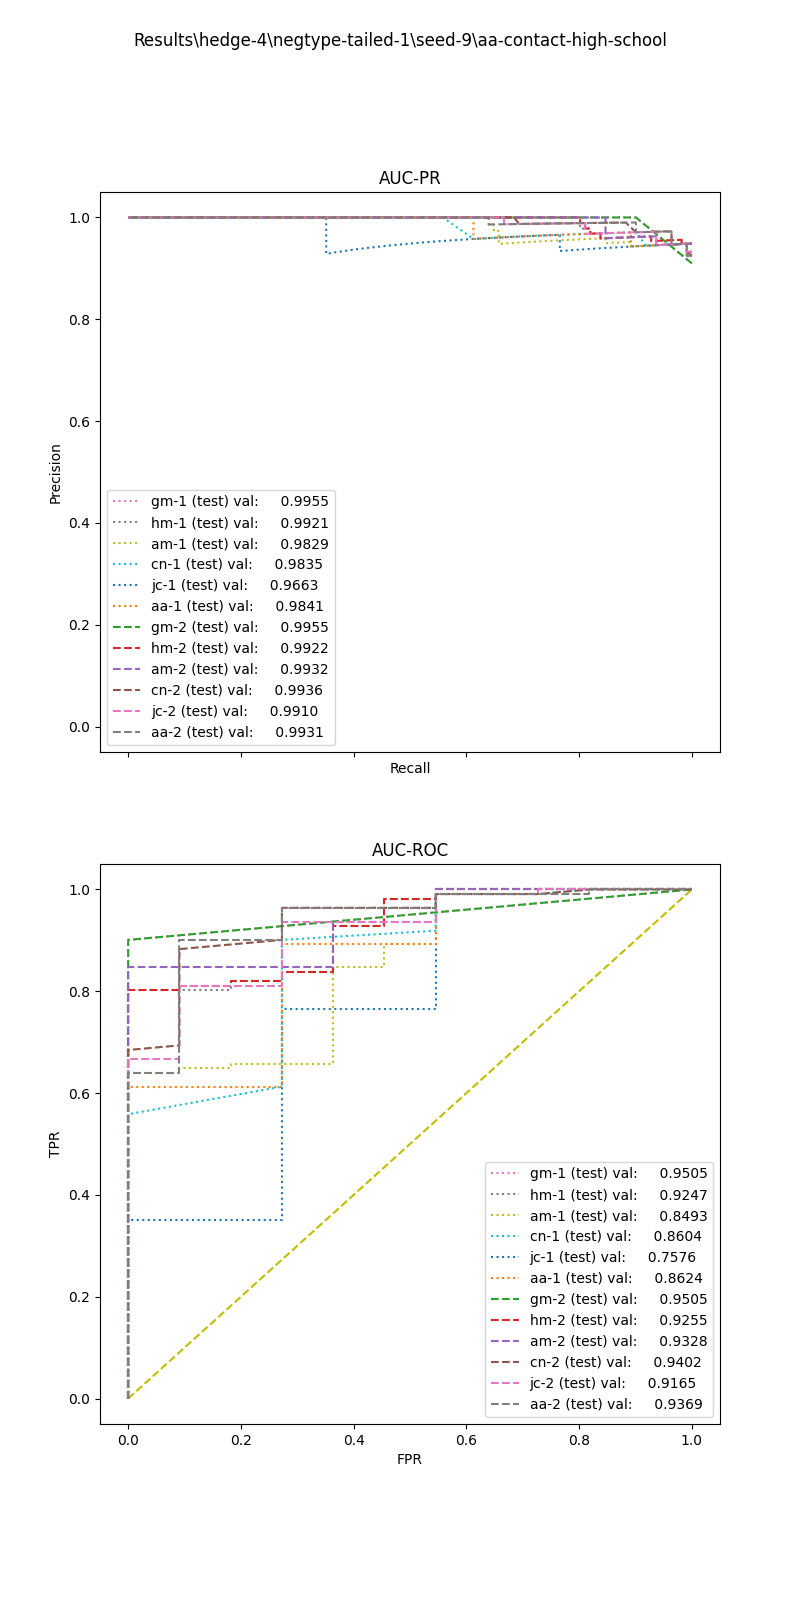 Results\hedge-4\negtype-tailed-1\seed-9\aa-contact-high-school
AUC-PR
1.0
0.8
0.6
0.4
0.2
0.0
Precision
gm-1 (test) val: 0.9955
hm-1 (test) val: 0.9921
am-1 (test) val: 0.9829
cn-1 (test) val: 0.9835
jc-1 (test) val: 0.9663
aa-1 (test) val: 0.9841
gm-2 (test) val: 0.9955
hm-2 (test) val: 0.9922
am-2 (test) val: 0.9932
cn-2 (test) val: 0.9936
jc-2 (test) val: 0.9910
aa-2 (test) val: 0.9931
Recall
AUC-ROC
1.0
0.8
0.6
0.4
0.2
0.0
TPR
gm-1 (test) val: 0.9505
hm-1 (test) val: 0.9247
am-1 (test) val: 0.8493
cn-1 (test) val: 0.8604
jc-1 (test) val: 0.7576
aa-1 (test) val: 0.8624
gm-2 (test) val: 0.9505
hm-2 (test) val: 0.9255
am-2 (test) val: 0.9328
cn-2 (test) val: 0.9402
jc-2 (test) val: 0.9165
aa-2 (test) val: 0.9369
0.0 0.2 0.4 0.6 0.8 1.0
FPR